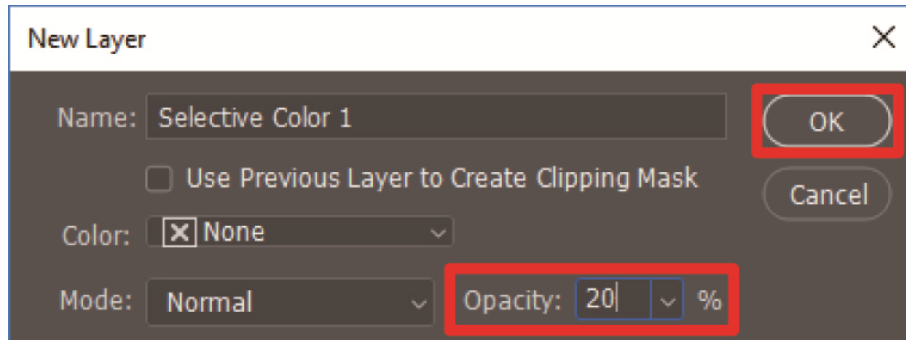 New Layer
Name: Selective Color 1
OK
Use Previous Layer to Create Clipping Mask
Cancel
Color: None
Mode: Normal Opacity: 20 %